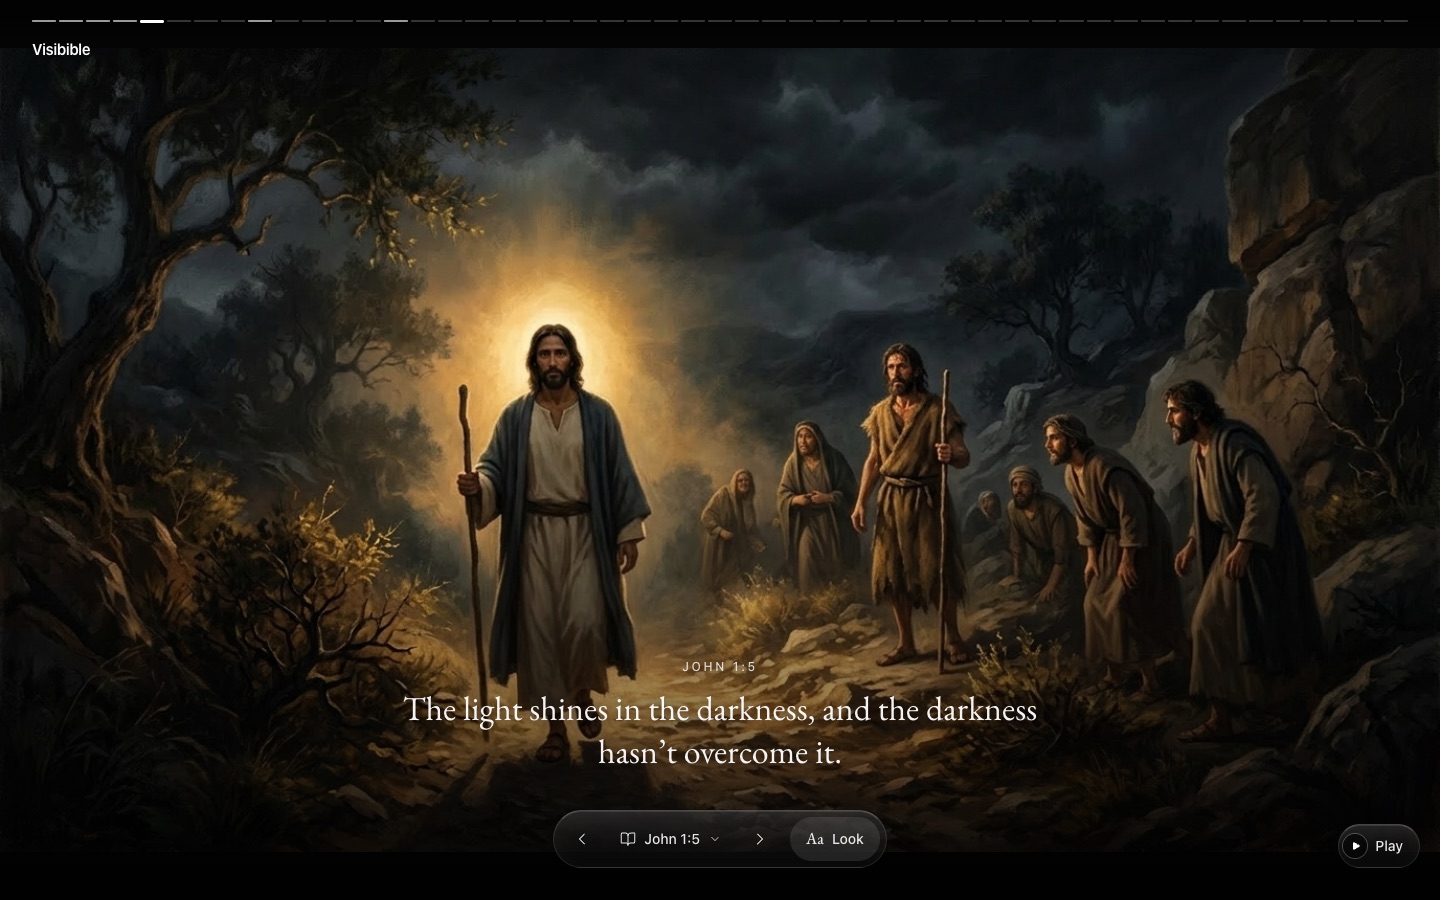 Visibible
JOHN 1:5
The light shines in the darkness, and the darkness
hasn’t overcome it.
John 1:5
Aa Look
Play